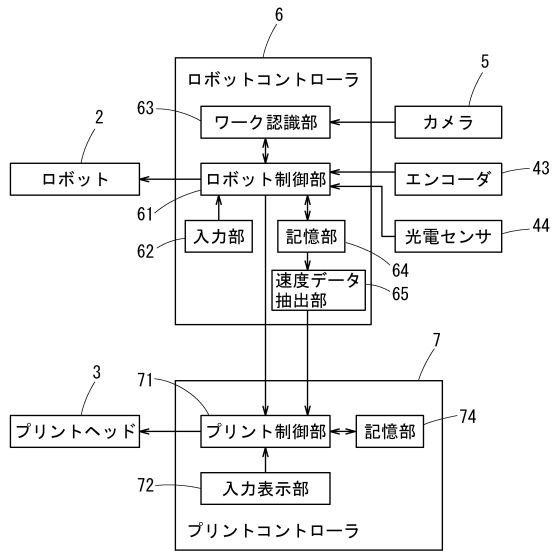 6
ロボットコントローラ
5
63
ワーク認識部
カメラ
2
ロボット
ロボット制御部
エンコーダ
43
61
入力部
記憶部
光電センサ
44
62
64
速度データ
抽出部
65
7
3
71
プリントヘッド
プリント制御部
記憶部
74
72
入力表示部
プリントコントローラ